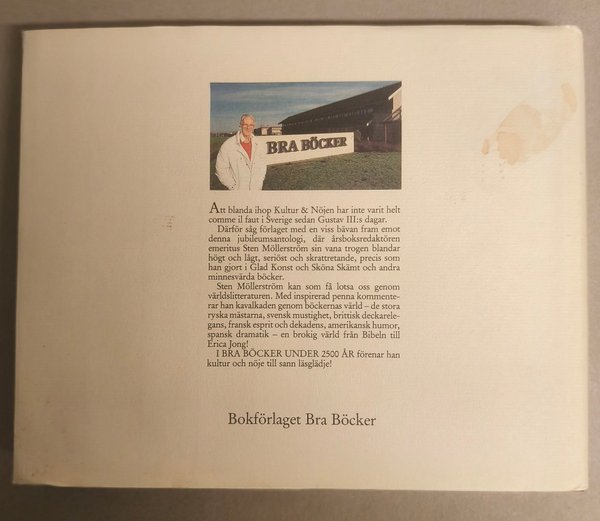 BRA BÖCKER
Att blanda ihop Kultur & Nöjen har inte varit helt
comme il faut i Sverige sedan Gustav III:s dagar.
Därför såg förlaget med en viss bävan fram emot
denna jubileumsantologi, där årsboksredaktören
emeritus Sten Möllerström sin vana trogen blandar
högt och lågt, seriöst och skrattretande, precis som
han gjort i Glad Konst och Sköna Skämt och andra
minnesvärda böcker.
Sten Möllerström kan som få lotsa oss genom
världslitteraturen. Med inspirerad penna kommente-
rar han kavalkaden genom böckernas värld – de stora
ryska mästarna, svensk mustighet, brittisk deckarele-
gans, fransk esprit och dekadens, amerikansk humor,
spansk dramatik – en brokig värld från Bibeln till
Erica Jong!
I BRA BÖCKER UNDER 2500 ÅR förenar han
kultur och nöje till sann läsglädje!
Bokförlaget Bra Böcker